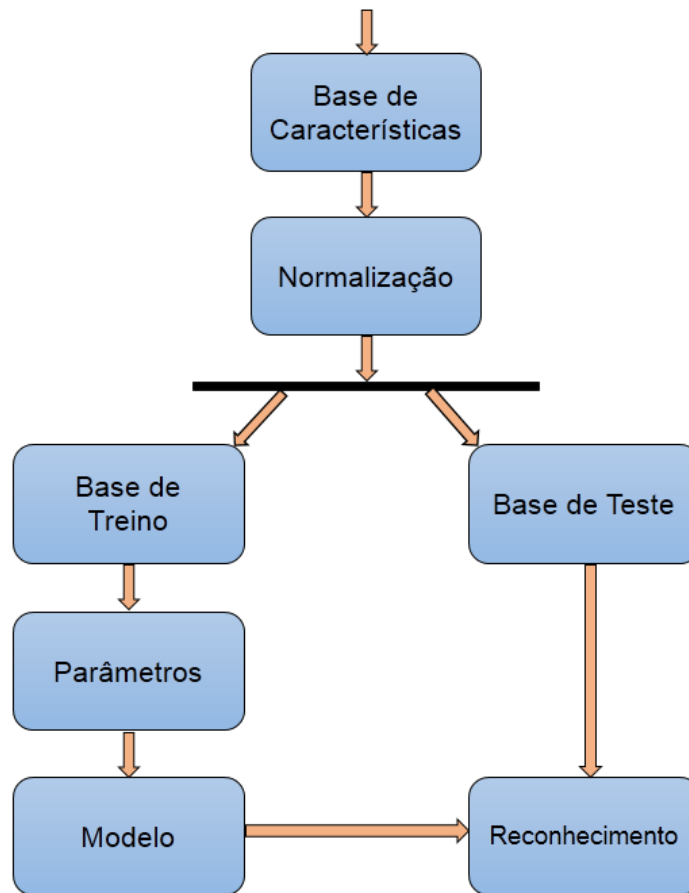 Base de
Características
Normalização
Base de
Treino
Base de Teste
Parâmetros
Modelo
Reconhecimento